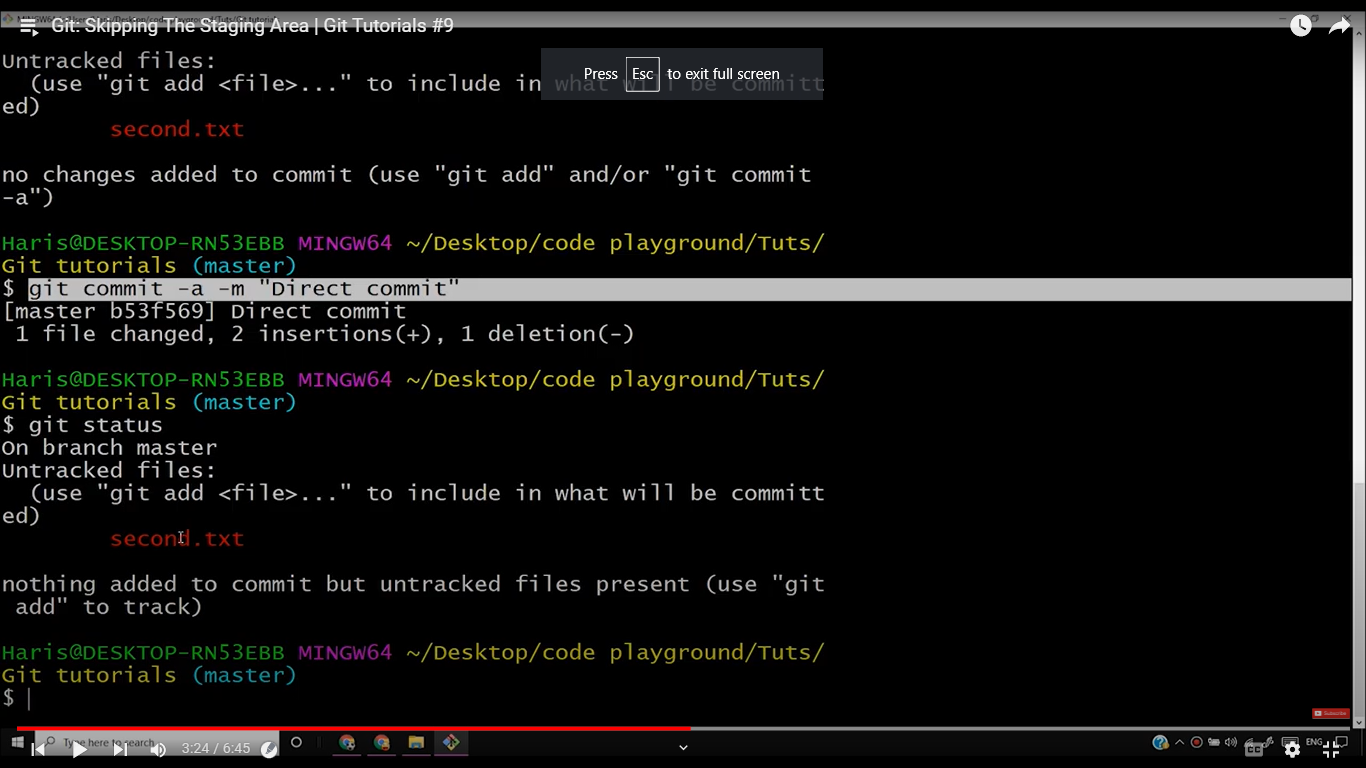 Git: Skipping The Staging Area | Git Tutorials #9
Press Esc to exit full screen
Untracked files:
(use "git add <file>..." to include in what will be committ
ed)
second.txt
no changes added to commit (use "git add" and/or "git commit
-a")
Haris@DESKTOP-RN53EBB MINGW64 ~/Desktop/code playground/Tuts/
Git tutorials (master)
$ git commit -a -m "Direct commit"
[master b53f569] Direct commit
1 file changed, 2 insertions(+), 1 deletion(-)
Haris@DESKTOP-RN53EBB MINGW64 ~/Desktop/code playground/Tuts/
Git tutorials (master)
$ git status
On branch master
Untracked files:
(use "git add <file>..." to include in what will be committ
ed)
second.txt
nothing added to commit but untracked files present (use "git
add" to track)
Haris@DESKTOP-RN53EBB MINGW64 ~/Desktop/code playground/Tuts/
Git tutorials (master)
$
Subscribe
Type here to search
3:24 / 6:45
ENG
CC